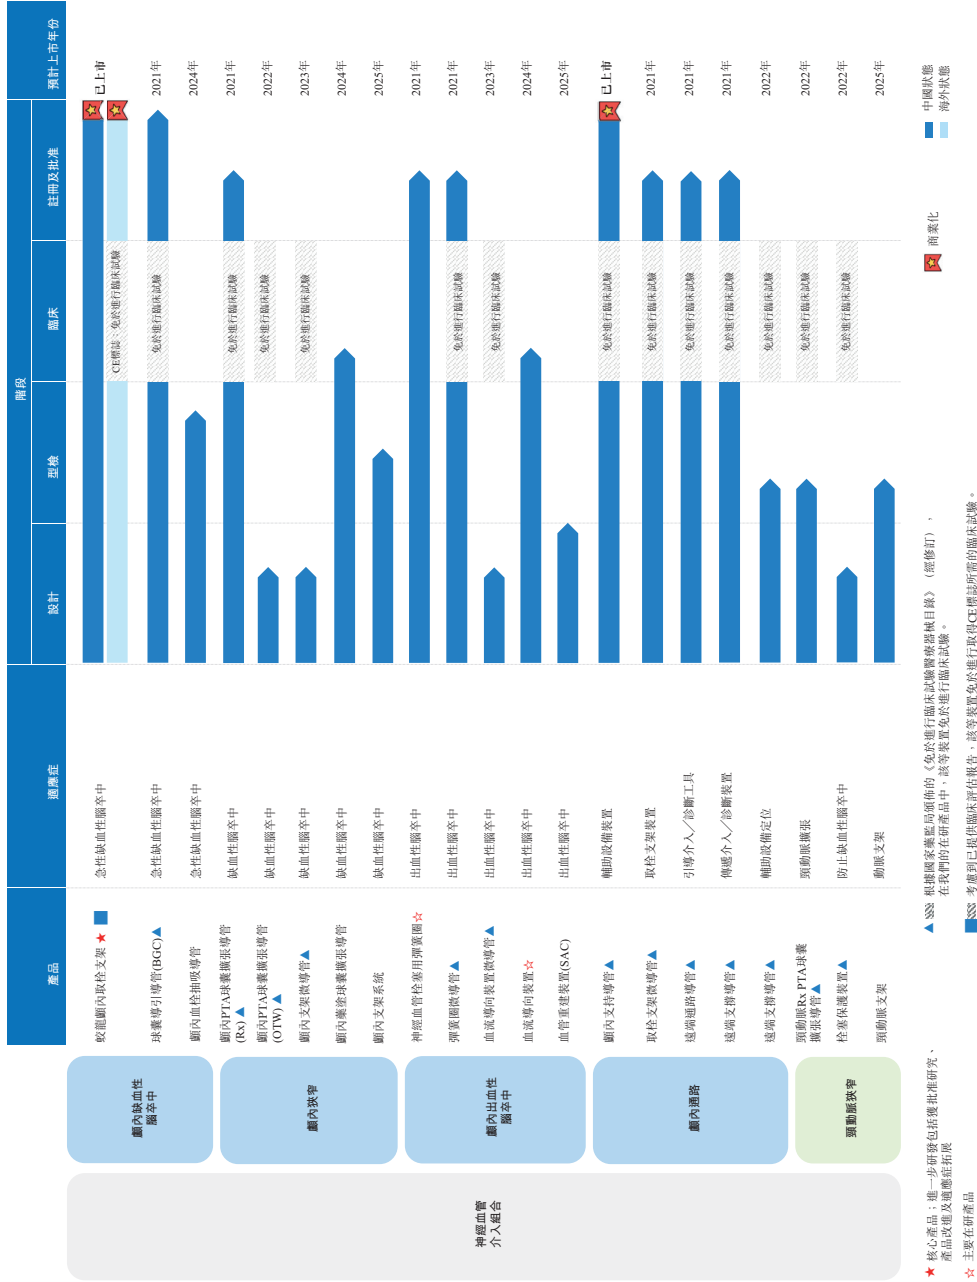 產品
適應症
階段
預計上市年份
設計
型檢
臨床
註冊及批准
神經血管
介入組合
顱內缺血性
腦卒中
蛟龍顱內取栓支架★
急性缺血性腦卒中
已上市
CE標誌：免於進行臨床試驗
球囊導引導管(BGC)▲
急性缺血性腦卒中
免於進行臨床試驗
2021年
顱內血栓抽吸導管
急性缺血性腦卒中
2024年
顱內狹窄
顱內PTA球囊擴張導管
(Rx)▲
缺血性腦卒中
免於進行臨床試驗
2021年
顱內PTA球囊擴張導管
(OTW)▲
缺血性腦卒中
免於進行臨床試驗
2022年
顱內支架微導管▲
缺血性腦卒中
免於進行臨床試驗
2023年
顱內藥塗球囊擴張導管
缺血性腦卒中
2024年
顱內支架系統
缺血性腦卒中
2025年
顱內出血性
腦卒中
神經血管栓塞用彈簧圈☆
出血性腦卒中
2021年
彈簧圈微導管▲
出血性腦卒中
免於進行臨床試驗
2021年
血流導向裝置微導管▲
出血性腦卒中
免於進行臨床試驗
2023年
血流導向裝置☆
出血性腦卒中
2024年
血管重建裝置(SAC)
出血性腦卒中
2025年
顱內通路
顱內支持導管▲
輔助設備裝置
免於進行臨床試驗
已上市
取栓支架微導管▲
取栓支架裝置
免於進行臨床試驗
2021年
遠端通路導管▲
引導介入╱診斷工具
免於進行臨床試驗
2021年
遠端支撐導管▲
傳遞介入╱診斷裝置
免於進行臨床試驗
2021年
遠端支撐導管▲
輔助設備定位
免於進行臨床試驗
2022年
頸動脈狹窄
頸動脈Rx PTA球囊
擴張導管▲
頸動脈擴張
免於進行臨床試驗
2022年
栓塞保護裝置▲
防止缺血性腦卒中
免於進行臨床試驗
2022年
頸動脈支架
動脈支架
2025年
★ 核心產品；進一步研發包括獲批准研究、
產品改進及適應症拓展
☆ 主要在研產品
▲ 根據國家藥監局頒佈的《免於進行臨床試驗醫療器械目錄》（經修訂），
在我們的在研產品中，該等裝置免於進行臨床試驗。
考慮到已提供臨床評估報告，該等裝置免於進行取得CE標誌所需的臨床試驗。
商業化
中國狀態
海外狀態